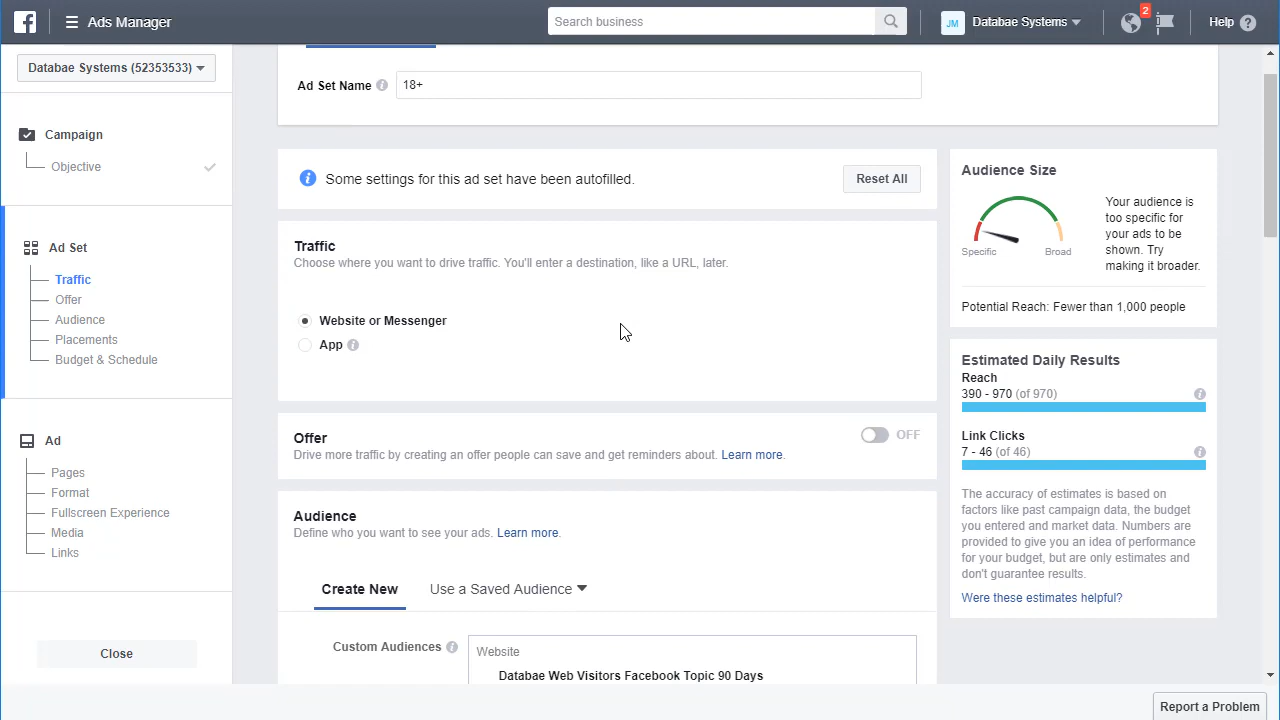 Ads Manager
Search business
JM
Databae Systems
2
Help
Databae Systems (52353533)
Campaign
Objective
Ad Set
Traffic
Offer
Audience
Placements
Budget & Schedule
Ad
Pages
Format
Fullscreen Experience
Media
Links
Close
Ad Set Name
18+
Some settings for this ad set have been autofilled.
Reset All
Traffic
Choose where you want to drive traffic. You'll enter a destination, like a URL, later.
Website or Messenger
App
Offer
OFF
Drive more traffic by creating an offer people can save and get reminders about. Learn more.
Audience
Define who you want to see your ads. Learn more.
Create New
Use a Saved Audience
Custom Audiences
Website
Databae Web Visitors Facebook Topic 90 Days
Audience Size
Specific
Broad
Your audience is
too specific for
your ads to be
shown. Try
making it broader.
Potential Reach: Fewer than 1,000 people
Estimated Daily Results
Reach
390 - 970 (of 970)
Link Clicks
7 - 46 (of 46)
The accuracy of estimates is based on
factors like past campaign data, the budget
you entered and market data. Numbers are
provided to give you an idea of performance
for your budget, but are only estimates and
don't guarantee results.
Were these estimates helpful?
Report a Problem